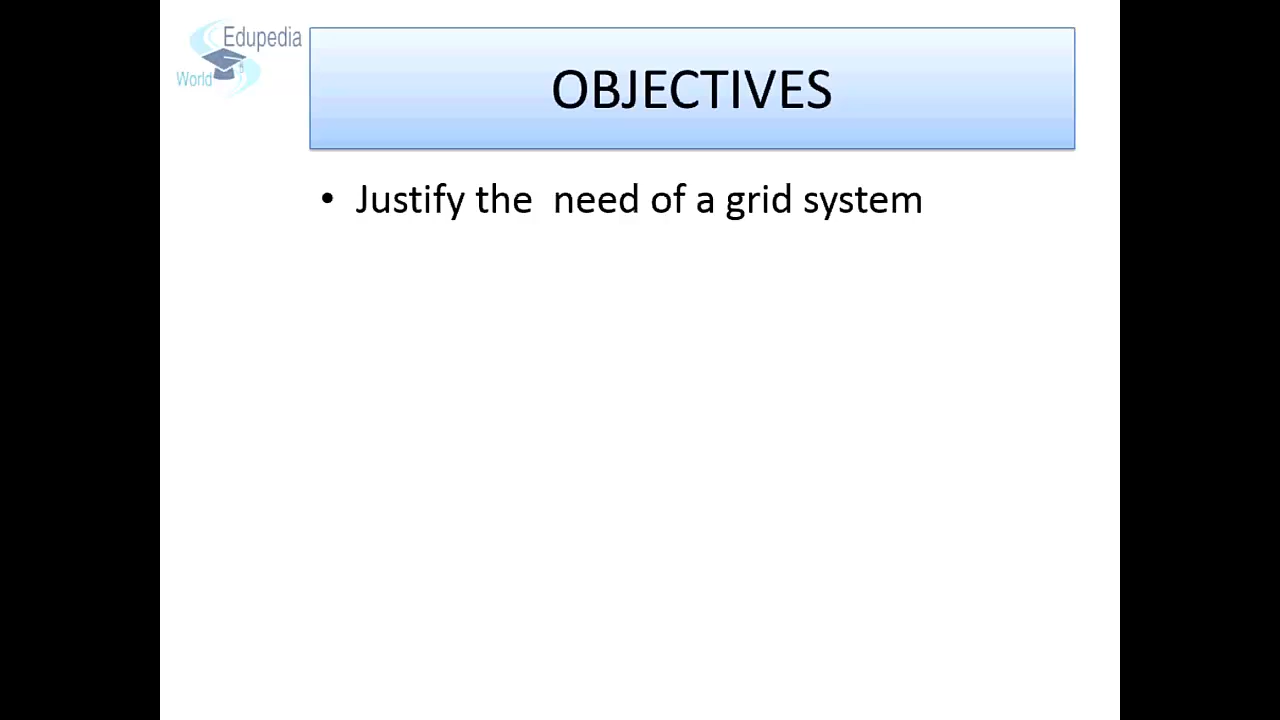 Edupedia
World
OBJECTIVES
• Justify the  need of a grid system